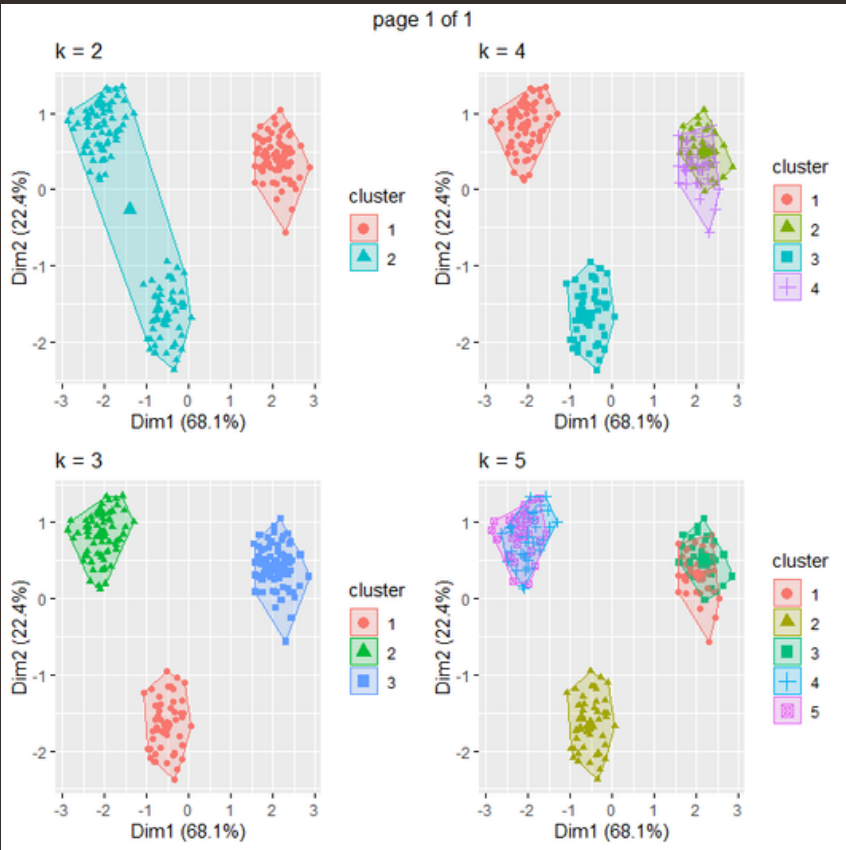 page 1 of 1
k = 2
1
0
-1
-2
Dim2 (22.4%)
-3 -2 -1 0 1 2 3
Dim1 (68.1%)
cluster
1
2
k = 4
1
0
-1
-2
Dim2 (22.4%)
-3 -2 -1 0 1 2 3
Dim1 (68.1%)
cluster
1
2
3
4
k = 3
1
0
-1
-2
Dim2 (22.4%)
-3 -2 -1 0 1 2 3
Dim1 (68.1%)
cluster
1
2
3
k = 5
1
0
-1
-2
Dim2 (22.4%)
-3 -2 -1 0 1 2 3
Dim1 (68.1%)
cluster
1
2
3
4
5